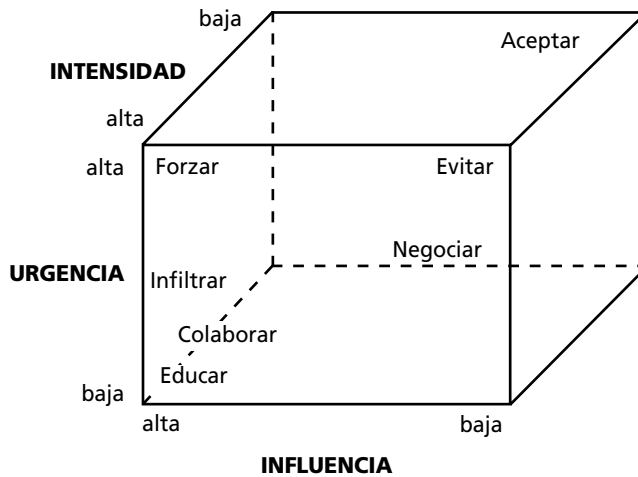 baja
Aceptar
INTENSIDAD
alta
alta
Forzar
Evitar
Negociar
URGENCIA
Infiltrar
Colaborar
Educar
baja
alta
baja
INFLUENCIA